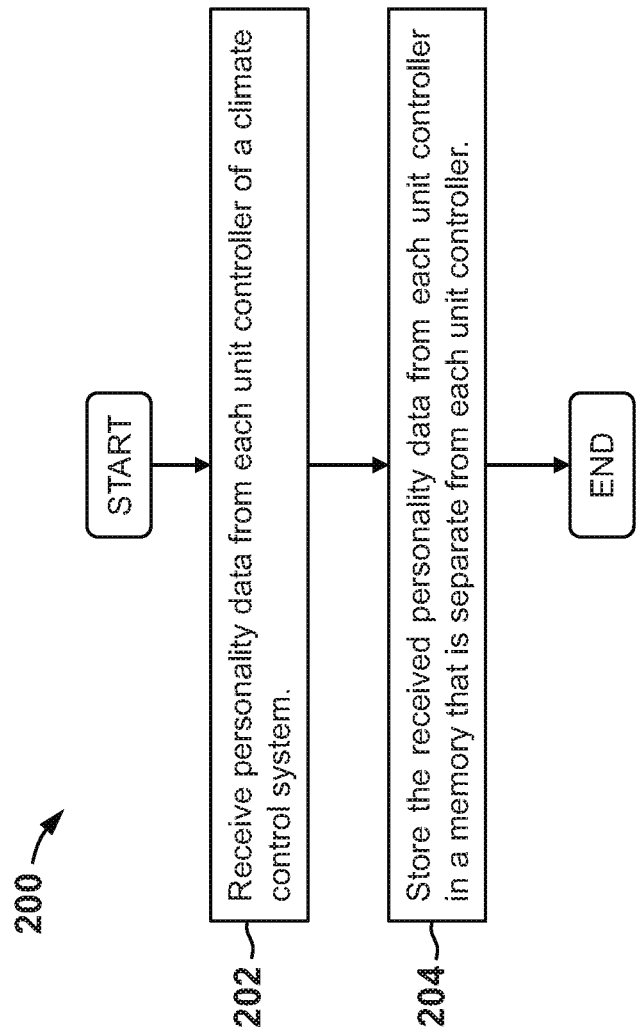 200
START
202
Receive personality data from each unit controller of a climate
control system.
204
Store the received personality data from each unit controller
in a memory that is separate from each unit controller.
END